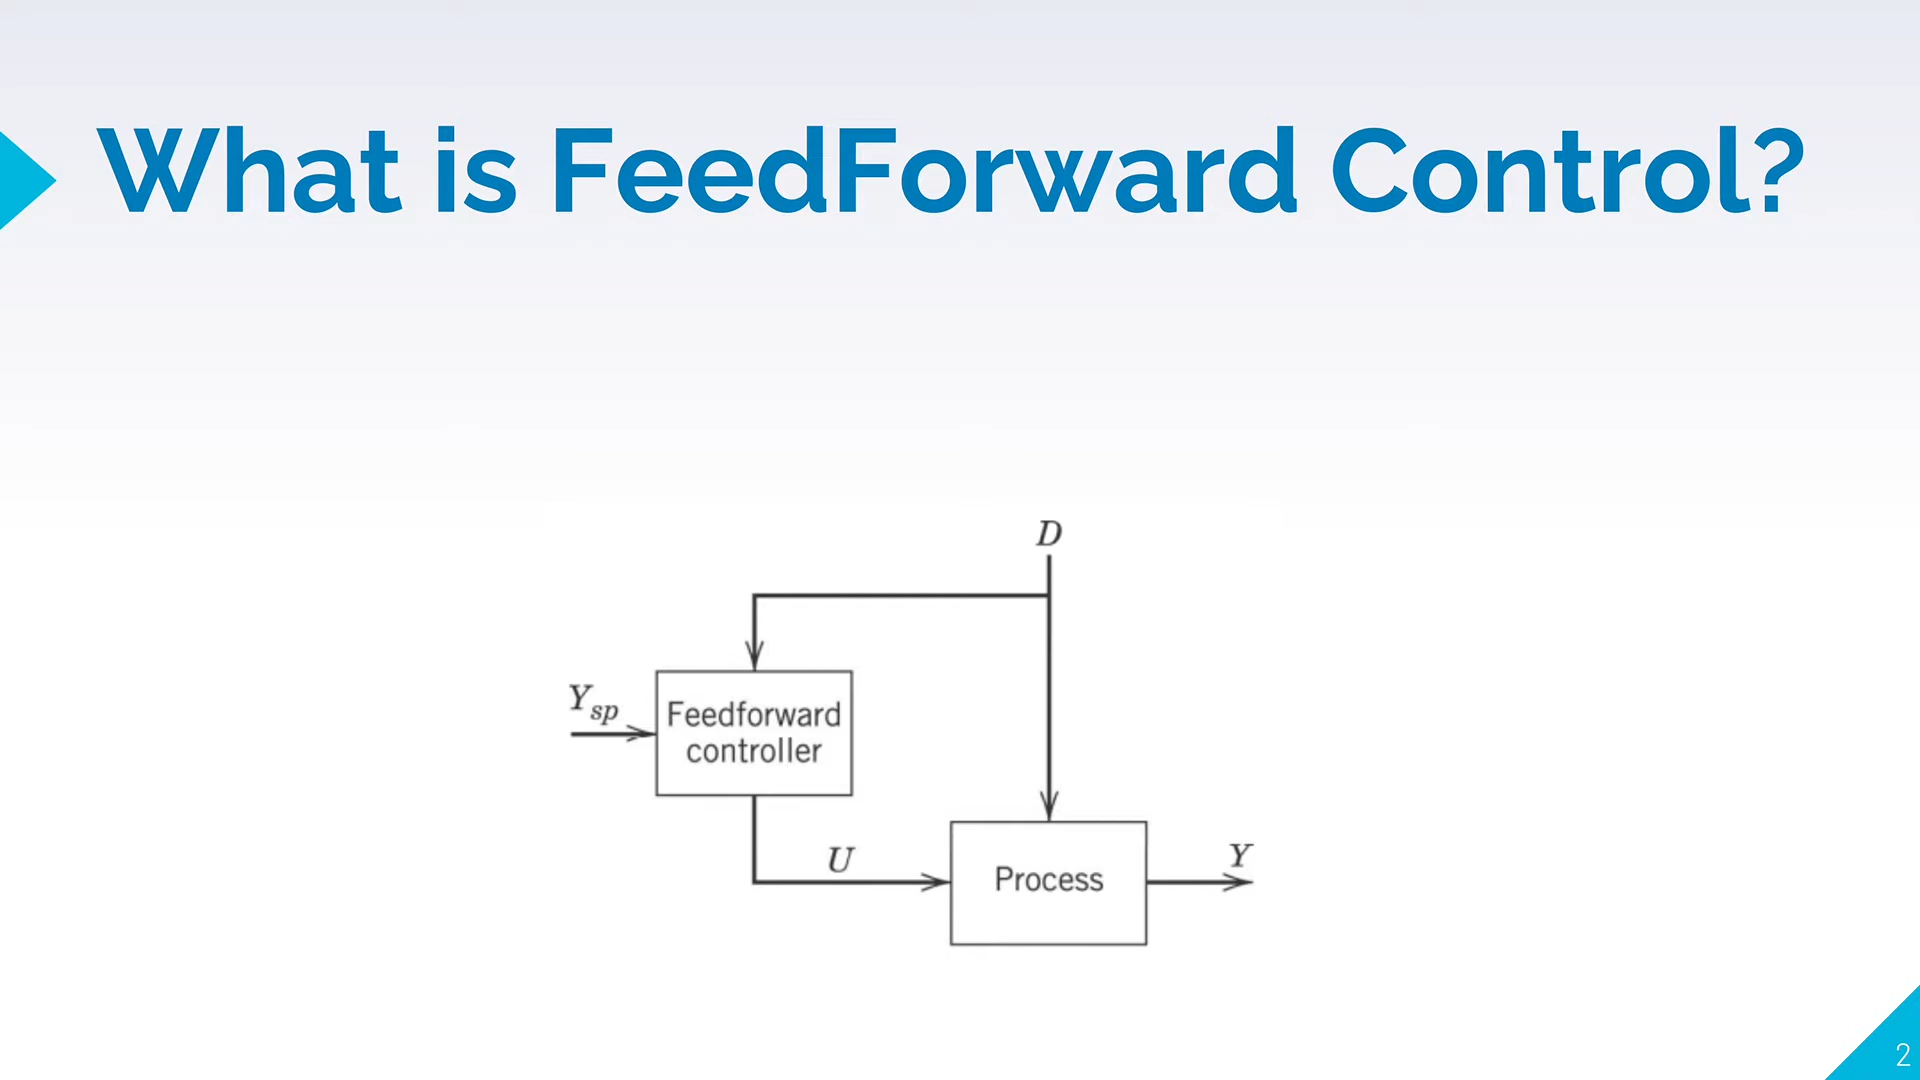 What is FeedForward Control?
D
Y_sp
Feedforward
controller
U
Process
Y
2